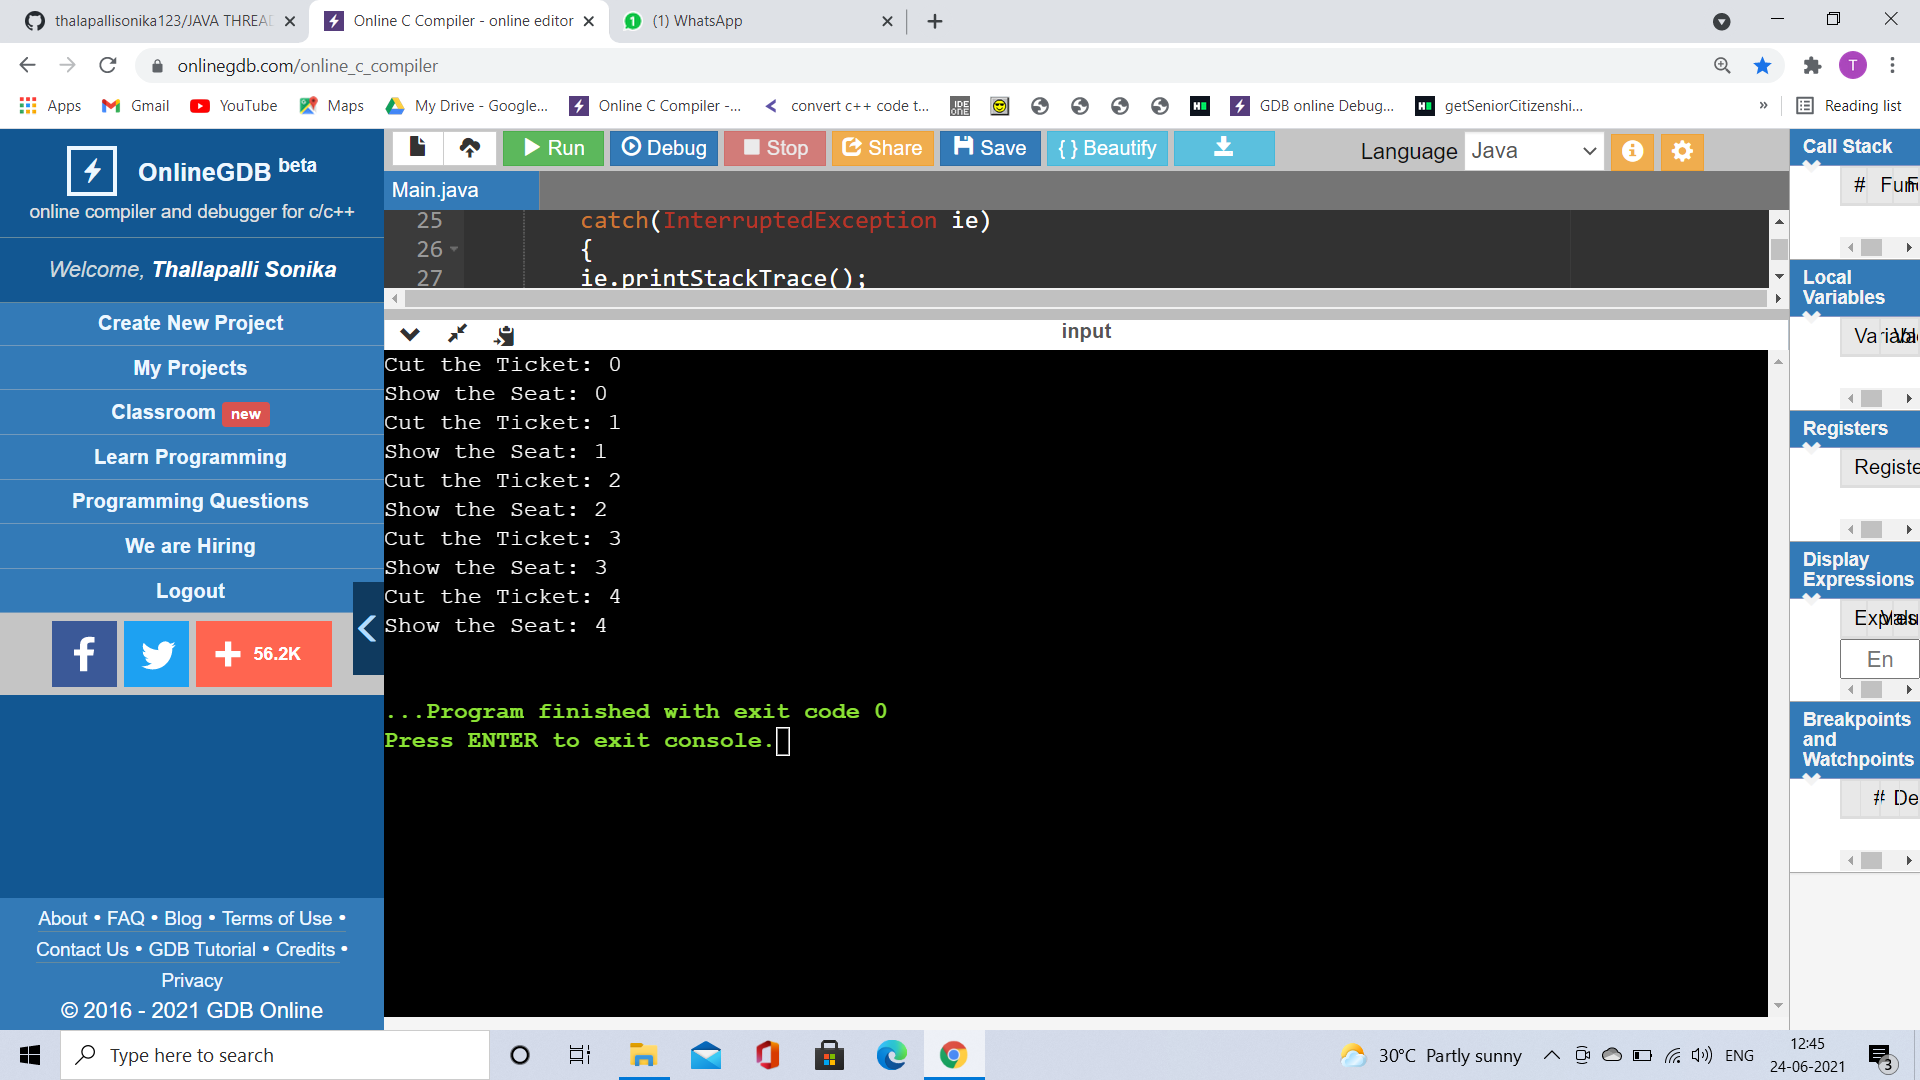 thalapallisonika123/JAVA THREA
Online C Compiler - online editor
(1) WhatsApp
onlinegdb.com/online_c_compiler
T
Apps
Gmail
YouTube
Maps
My Drive - Google...
Online C Compiler -...
convert c++ code t...
GDB online Debug...
getSeniorCitizenshi...
» Reading list
OnlineGDB beta
online compiler and debugger for c/c++
Welcome, Thallapalli Sonika
Create New Project
My Projects
Classroom new
Learn Programming
Programming Questions
We are Hiring
Logout
56.2K
About • FAQ • Blog • Terms of Use •
Contact Us • GDB Tutorial • Credits •
Privacy
© 2016 - 2021 GDB Online
Run
Debug
Stop
Share
Save
{ } Beautify
Language Java
Main.java
25 catch(InterruptedException ie)
26 {
27 ie.printStackTrace();
input
Cut the Ticket: 0
Show the Seat: 0
Cut the Ticket: 1
Show the Seat: 1
Cut the Ticket: 2
Show the Seat: 2
Cut the Ticket: 3
Show the Seat: 3
Cut the Ticket: 4
Show the Seat: 4
...Program finished with exit code 0
Press ENTER to exit console.
Call Stack
#
Local
Variables
Registers
Registe
Display
Expressions
En
Breakpoints
and
Watchpoints
# De
Type here to search
30°C Partly sunny
ENG
12:45
24-06-2021
3